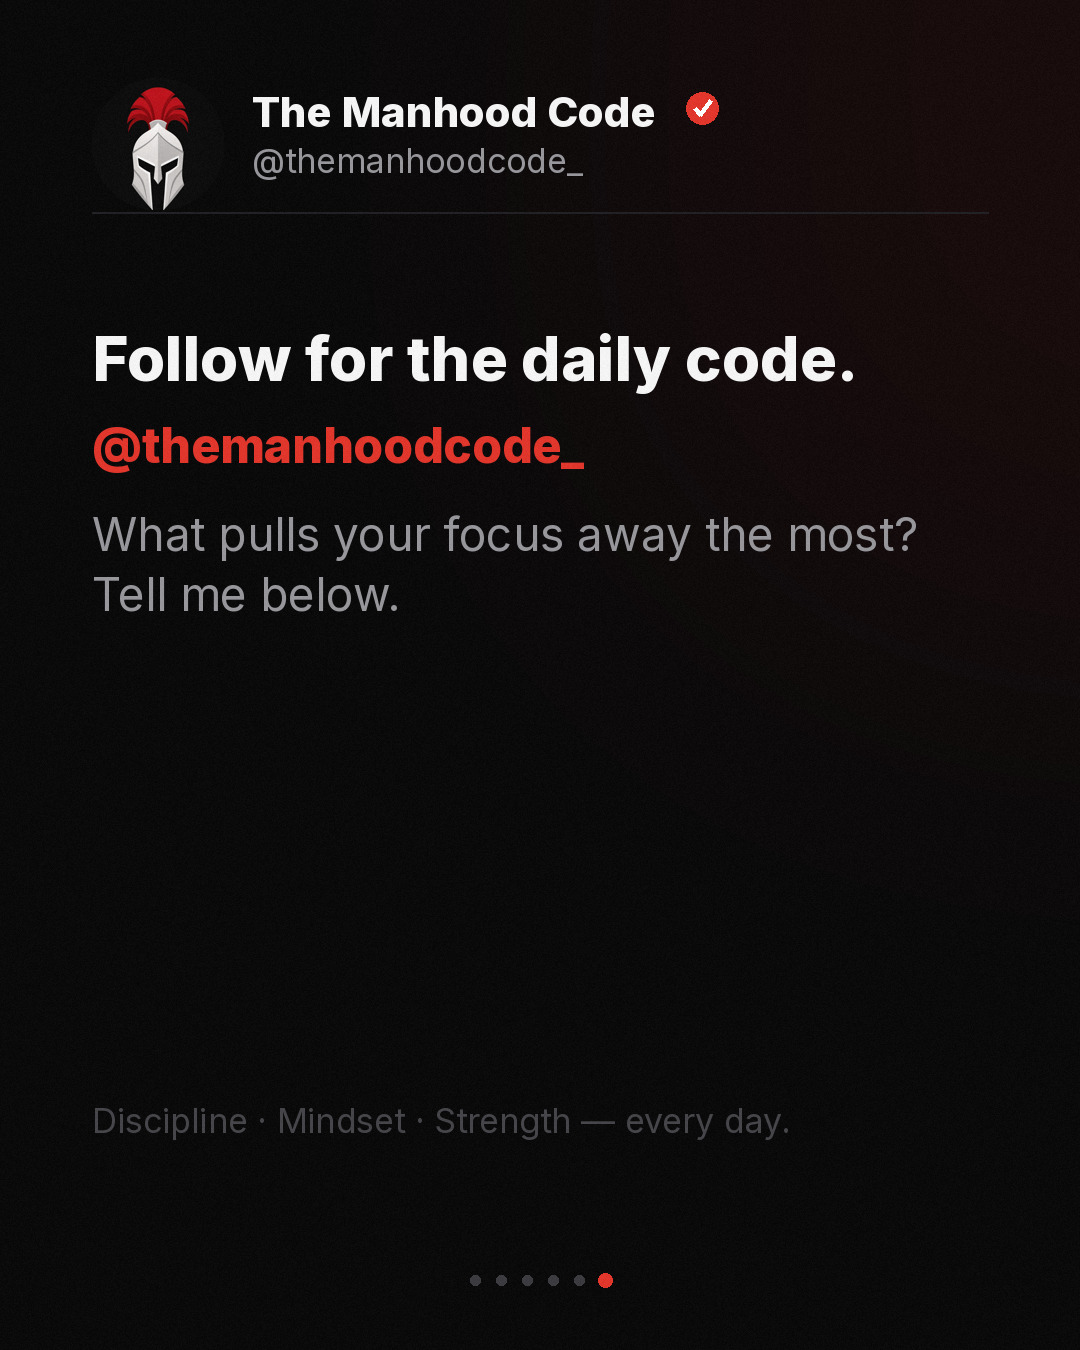 The Manhood Code
@themanhoodcode_
Follow for the daily code.
@themanhoodcode_
What pulls your focus away the most?
Tell me below.
Discipline · Mindset · Strength — every day.